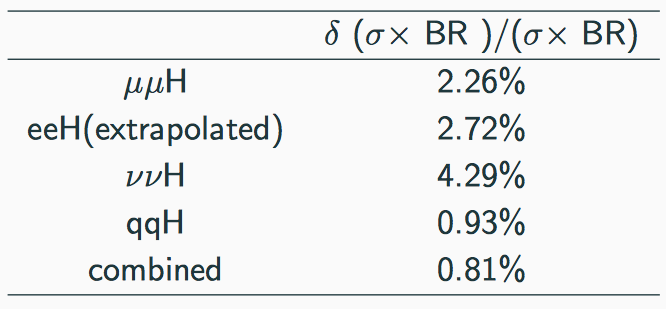 δ (σ× BR )/(σ× BR)
μμH 2.26%
eeH(extrapolated) 2.72%
ννH 4.29%
qqH 0.93%
combined 0.81%